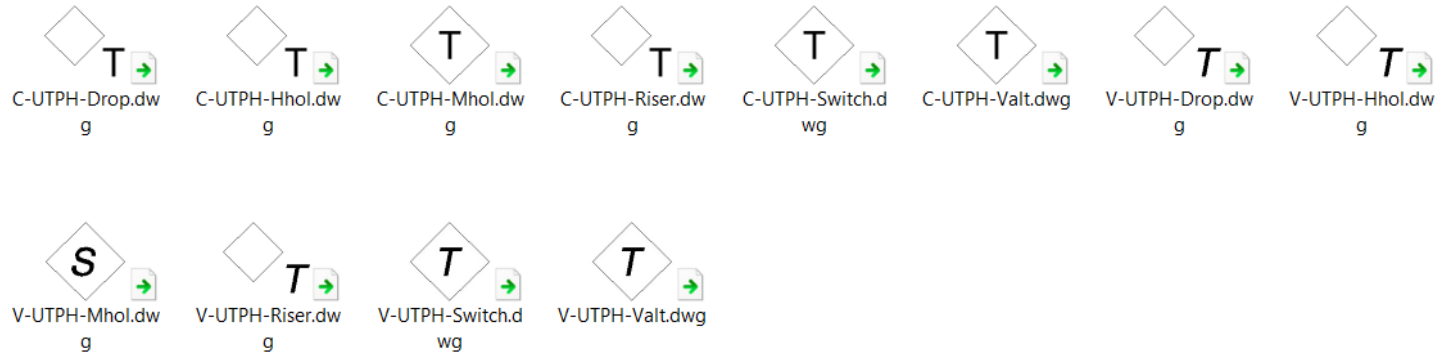 T T T T T T T T
C-UTPH-Drop.dw C-UTPH-Hhol.dw C-UTPH-Mhol.dw C-UTPH-Riser.dw C-UTPH-Switch.d C-UTPH-Valt.dwg V-UTPH-Drop.dw V-UTPH-Hhol.dw
g g g g wg g g
S T T T
V-UTPH-Mhol.dw V-UTPH-Riser.dw V-UTPH-Switch.d V-UTPH-Valt.dwg
g g wg